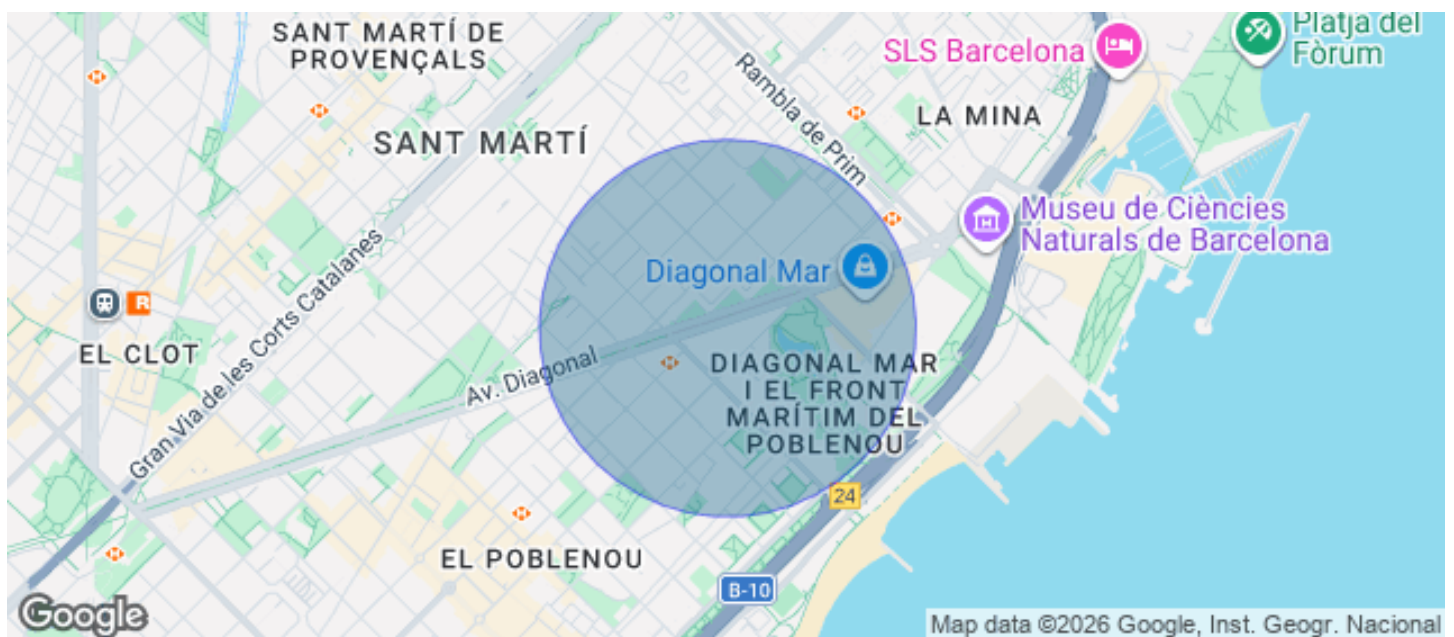 SANT MARTÍ DE
PROVENÇALS
Platja del
Fòrum
SLS Barcelona
Rambla de Prim
LA MINA
SANT MARTÍ
Museu de Ciències
Naturals de Barcelona
Diagonal Mar
Gran Via de les Corts Catalanes
R
EL CLOT
Av. Diagonal
DIAGONAL MAR
I EL FRONT
MARÍTIM DEL
POBLENOU
24
EL POBLENOU
B-10
Google
Map data ©2026 Google, Inst. Geogr. Nacional